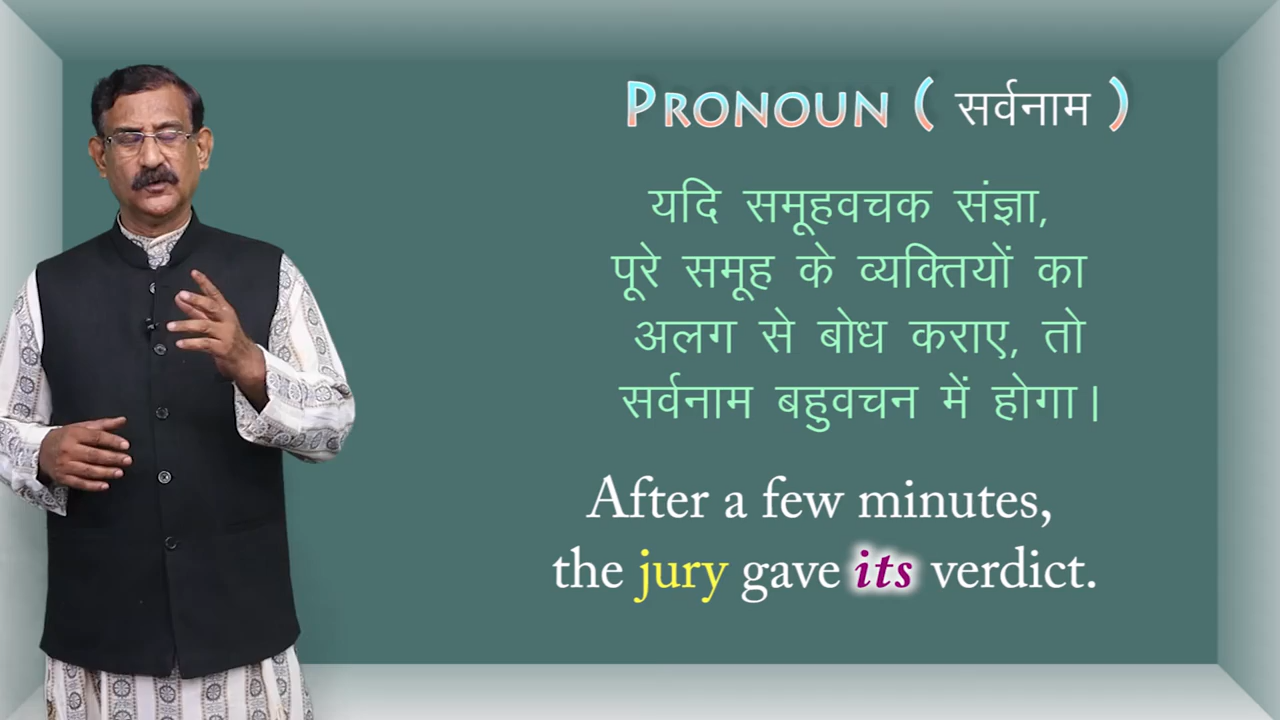 PRONOUN ( सर्वनाम )
यदि समूहवचक संज्ञा,
पूरे समूह के व्यक्तियों का
अलग से बोध कराए, तो
सर्वनाम बहुवचन में होगा।
After a few minutes,
the jury gave its verdict.